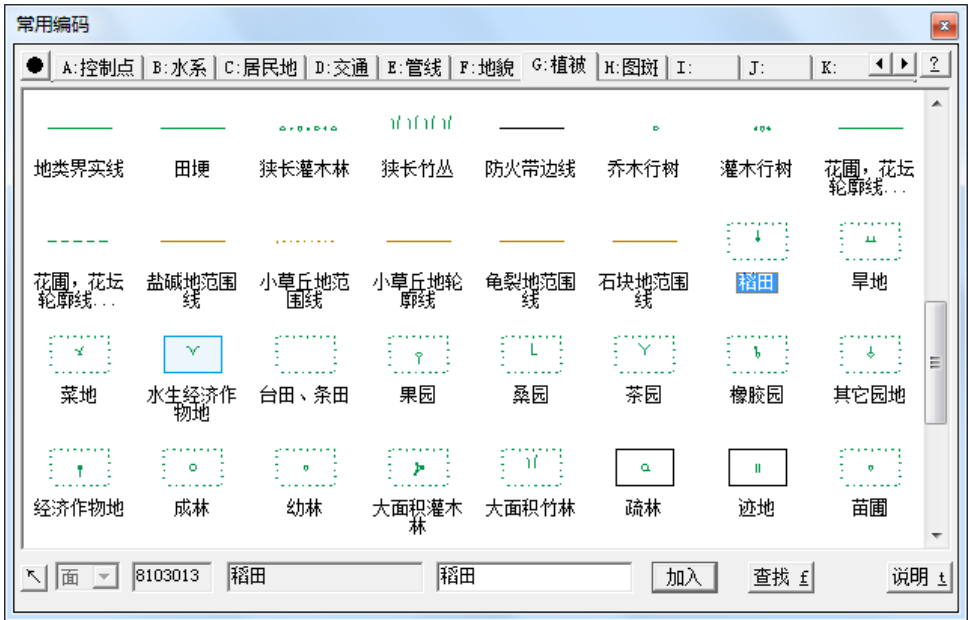 常用编码
A:控制点 B:水系 C:居民地 D:交通 E:管线 F:地貌 G:植被 H:图斑 I: J: K: ?
地类界实线 田埂 狭长灌木林 狭长竹丛 防火带边线 乔木行树 灌木行树 花圃，花坛
轮廓线...
花圃，花坛 盐碱地范围 小草丘地范 小草丘地轮 龟裂地范围 石块地范围 稻田 旱地
轮廓线... 线 围线 廓线 线 线
菜地 水生经济作 台田、条田 果园 桑园 茶园 橡胶园 其它园地
物地
经济作物地 成林 幼林 大面积灌木 大面积竹林 疏林 迹地 苗圃
林
面 8103013 稻田 稻田 加入 查找 f 说明 t